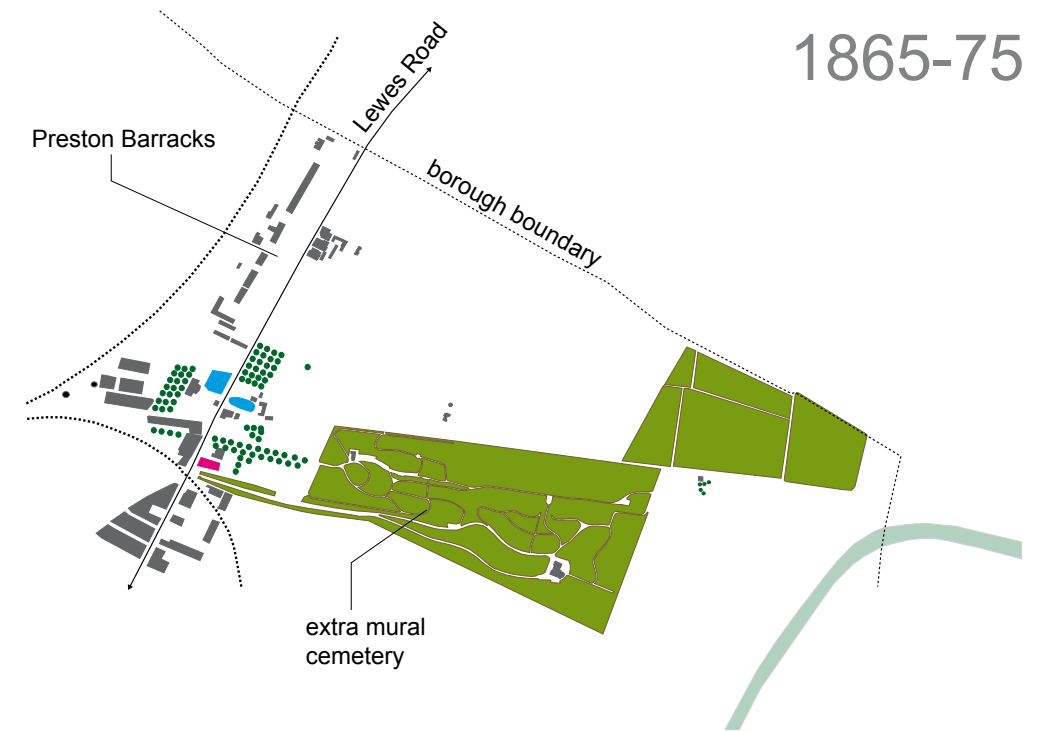 1865-75
Lewes Road
Preston Barracks
borough boundary
extra mural
cemetery